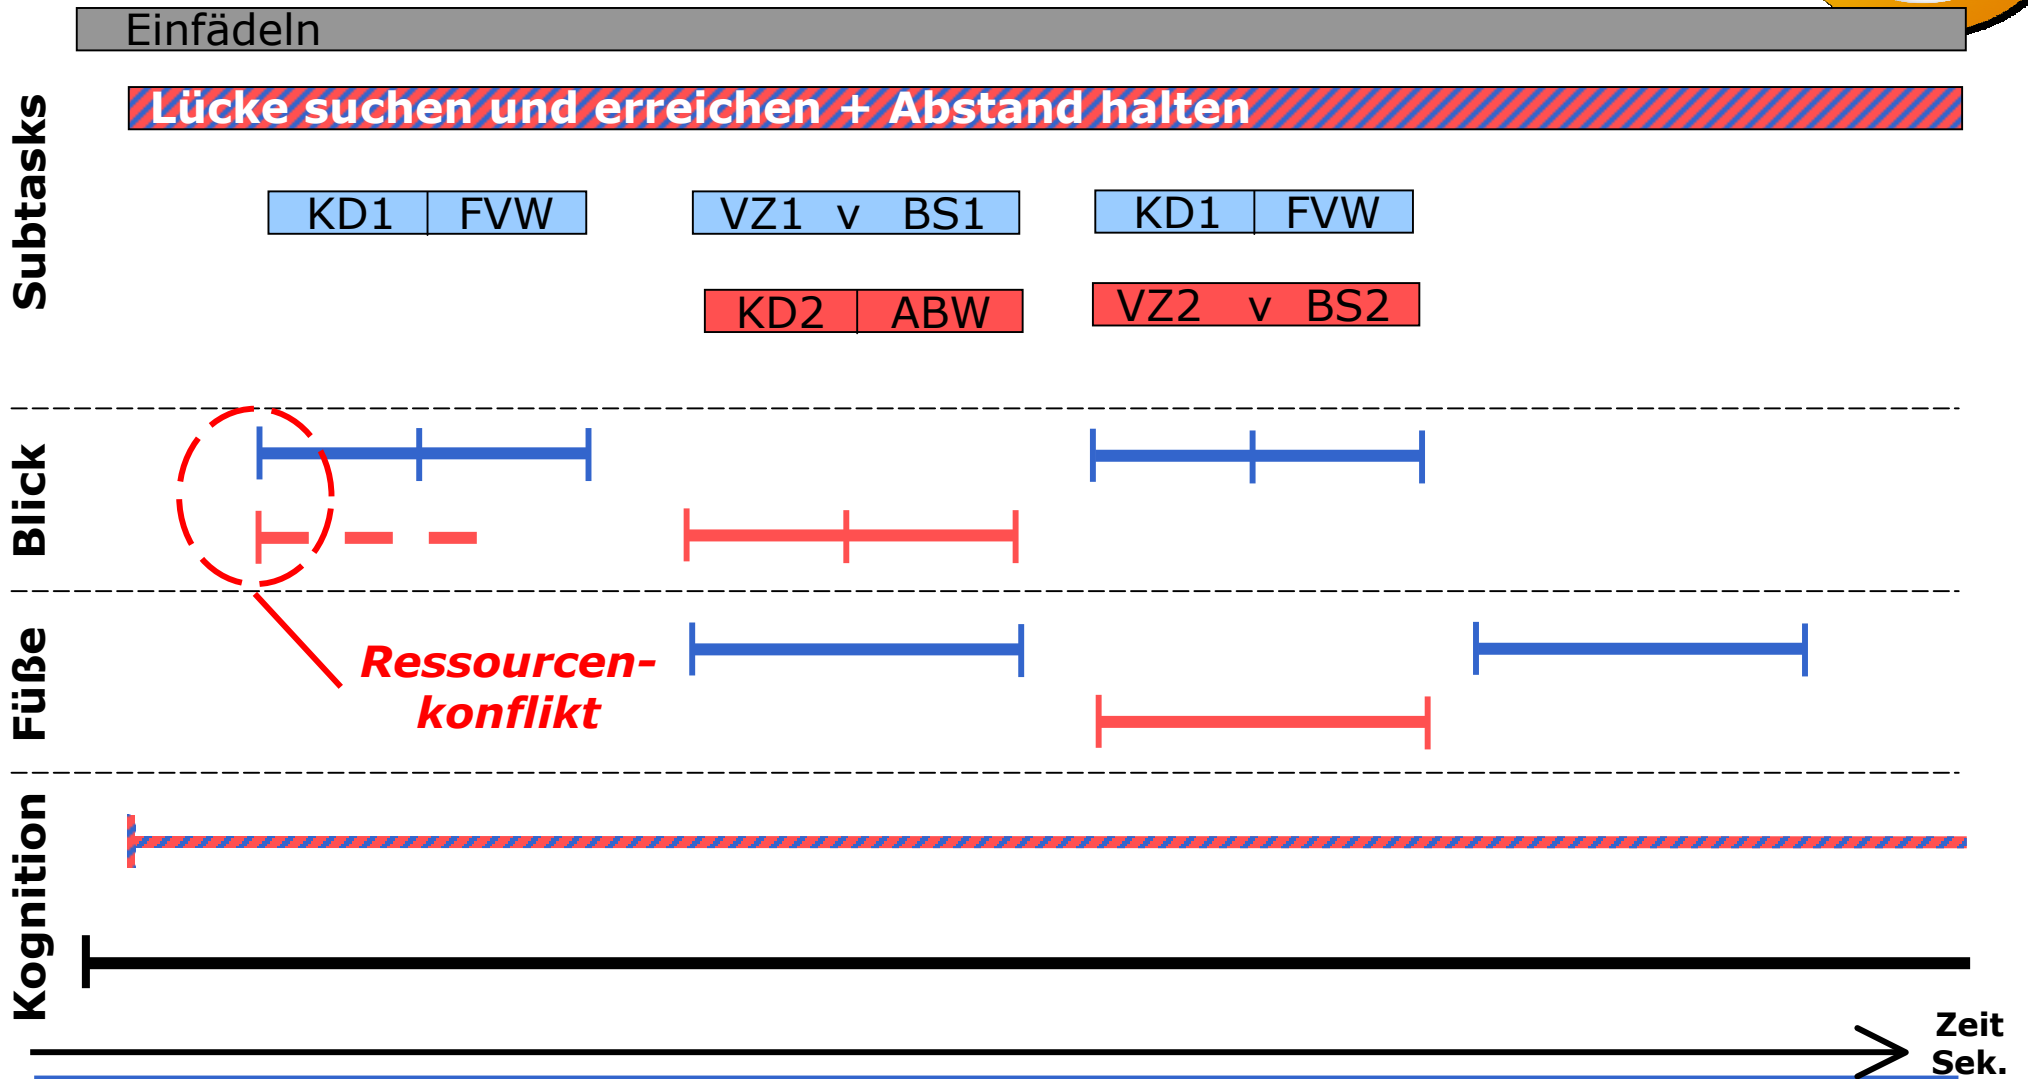 Einfädeln
Subtasks
Lücke suchen und erreichen + Abstand halten
KD1 FVW
VZ1 v BS1
KD1 FVW
KD2 ABW
VZ2 v BS2
Blick
Füße
Ressourcen-
konflikt
Kognition
Zeit
Sek.